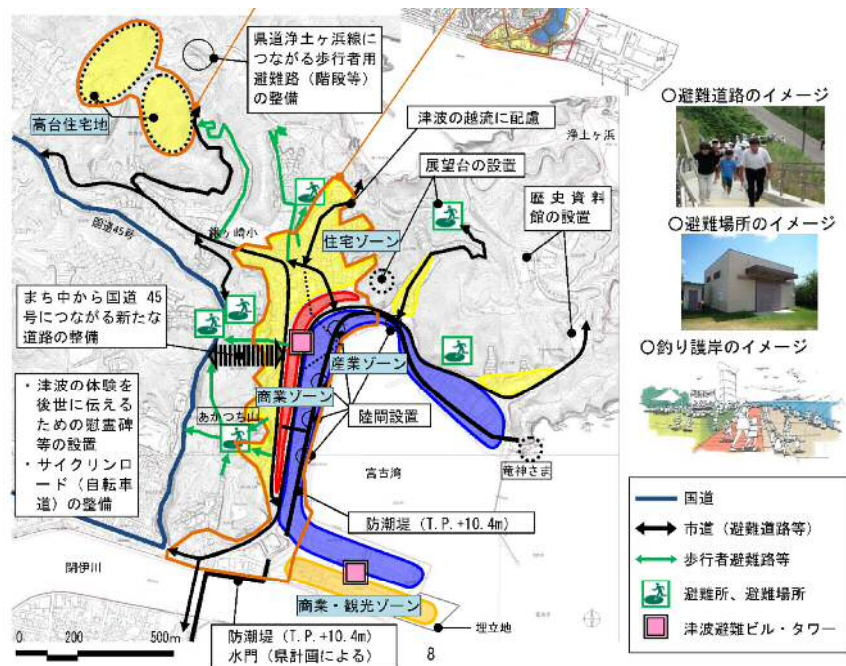 県道浄土ヶ浜線に
つながる歩行者用
避難路（階段等）
の整備
高台住宅地
津波の越流に配慮
浄土ヶ浜
展望台の設置
歴史資料
館の設置
国道45号
鍬ヶ崎小
住宅ゾーン
まち中から国道 45
号につながる新たな
道路の整備
産業ゾーン
商業ゾーン
陸閘設置
・津波の体験を
後世に伝える
ための慰霊碑
等の設置
・サイクリンロ
ード（自転車
道）の整備
あかつち山
宮古湾
竜神さま
防潮堤（T.P.+10.4m）
閉伊川
商業・観光ゾーン
埋立地
防潮堤（T.P.+10.4m）
水門（県計画による）
0 200 500m
8
○避難道路のイメージ
○避難場所のイメージ
○釣り護岸のイメージ
国道
市道（避難道路等）
歩行者避難路等
避難所、避難場所
津波避難ビル・タワー